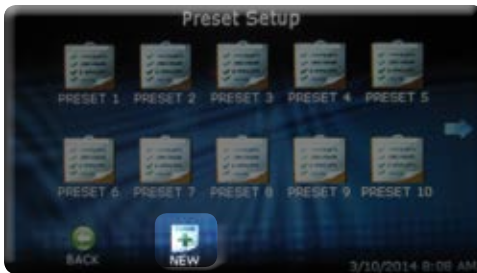 Preset Setup
PRESET 1 PRESET 2 PRESET 3 PRESET 4 PRESET 5
PRESET 6 PRESET 7 PRESET 8 PRESET 9 PRESET 10
BACK NEW
3/10/2014 8:08 AM